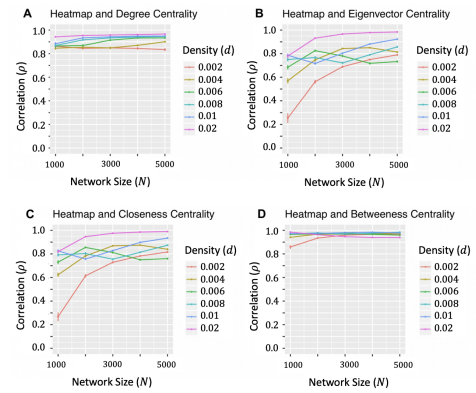 A Heatmap and Degree Centrality
1.0
0.8
0.6
0.4
0.2
0.0
Correlation (ρ)
1000 3000 5000
Network Size (N)
Density (d)
0.002
0.004
0.006
0.008
0.01
0.02
B Heatmap and Eigenvector Centrality
1.0
0.8
0.6
0.4
0.2
0.0
Correlation (ρ)
1000 3000 5000
Network Size (N)
Density (d)
0.002
0.004
0.006
0.008
0.01
0.02
C Heatmap and Closeness Centrality
1.0
0.8
0.6
0.4
0.2
0.0
Correlation (ρ)
1000 3000 5000
Network Size (N)
Density (d)
0.002
0.004
0.006
0.008
0.01
0.02
D Heatmap and Betweeness Centrality
1.0
0.8
0.6
0.4
0.2
0.0
Correlation (ρ)
1000 3000 5000
Network Size (N)
Density (d)
0.002
0.004
0.006
0.008
0.01
0.02